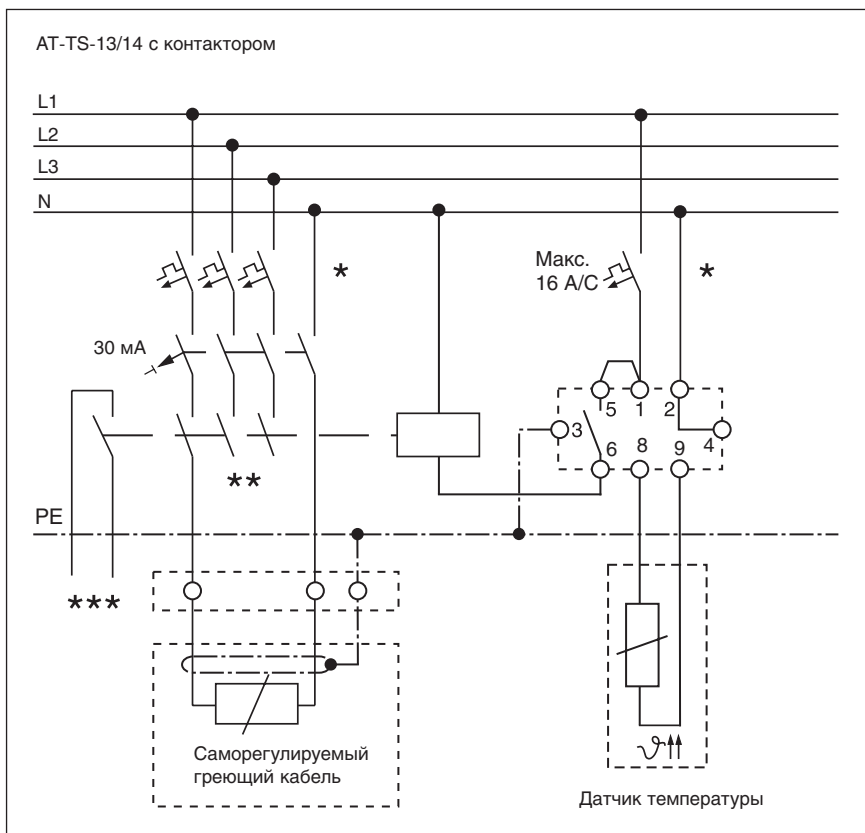 AT-TS-13/14 с контактором
L1
L2
L3
N
*
Макс.
16 А/С
*
30 мА
5 1 2
3 4
6 8 9
**
PE
***
Саморегулируемый
греющий кабель
Датчик температуры